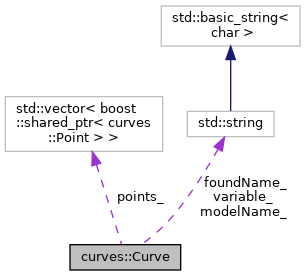 std::basic_string<
char >
std::vector< boost
::shared_ptr< curves
::Point > >
std::string
points_
foundName_
variable_
modelName_
curves::Curve